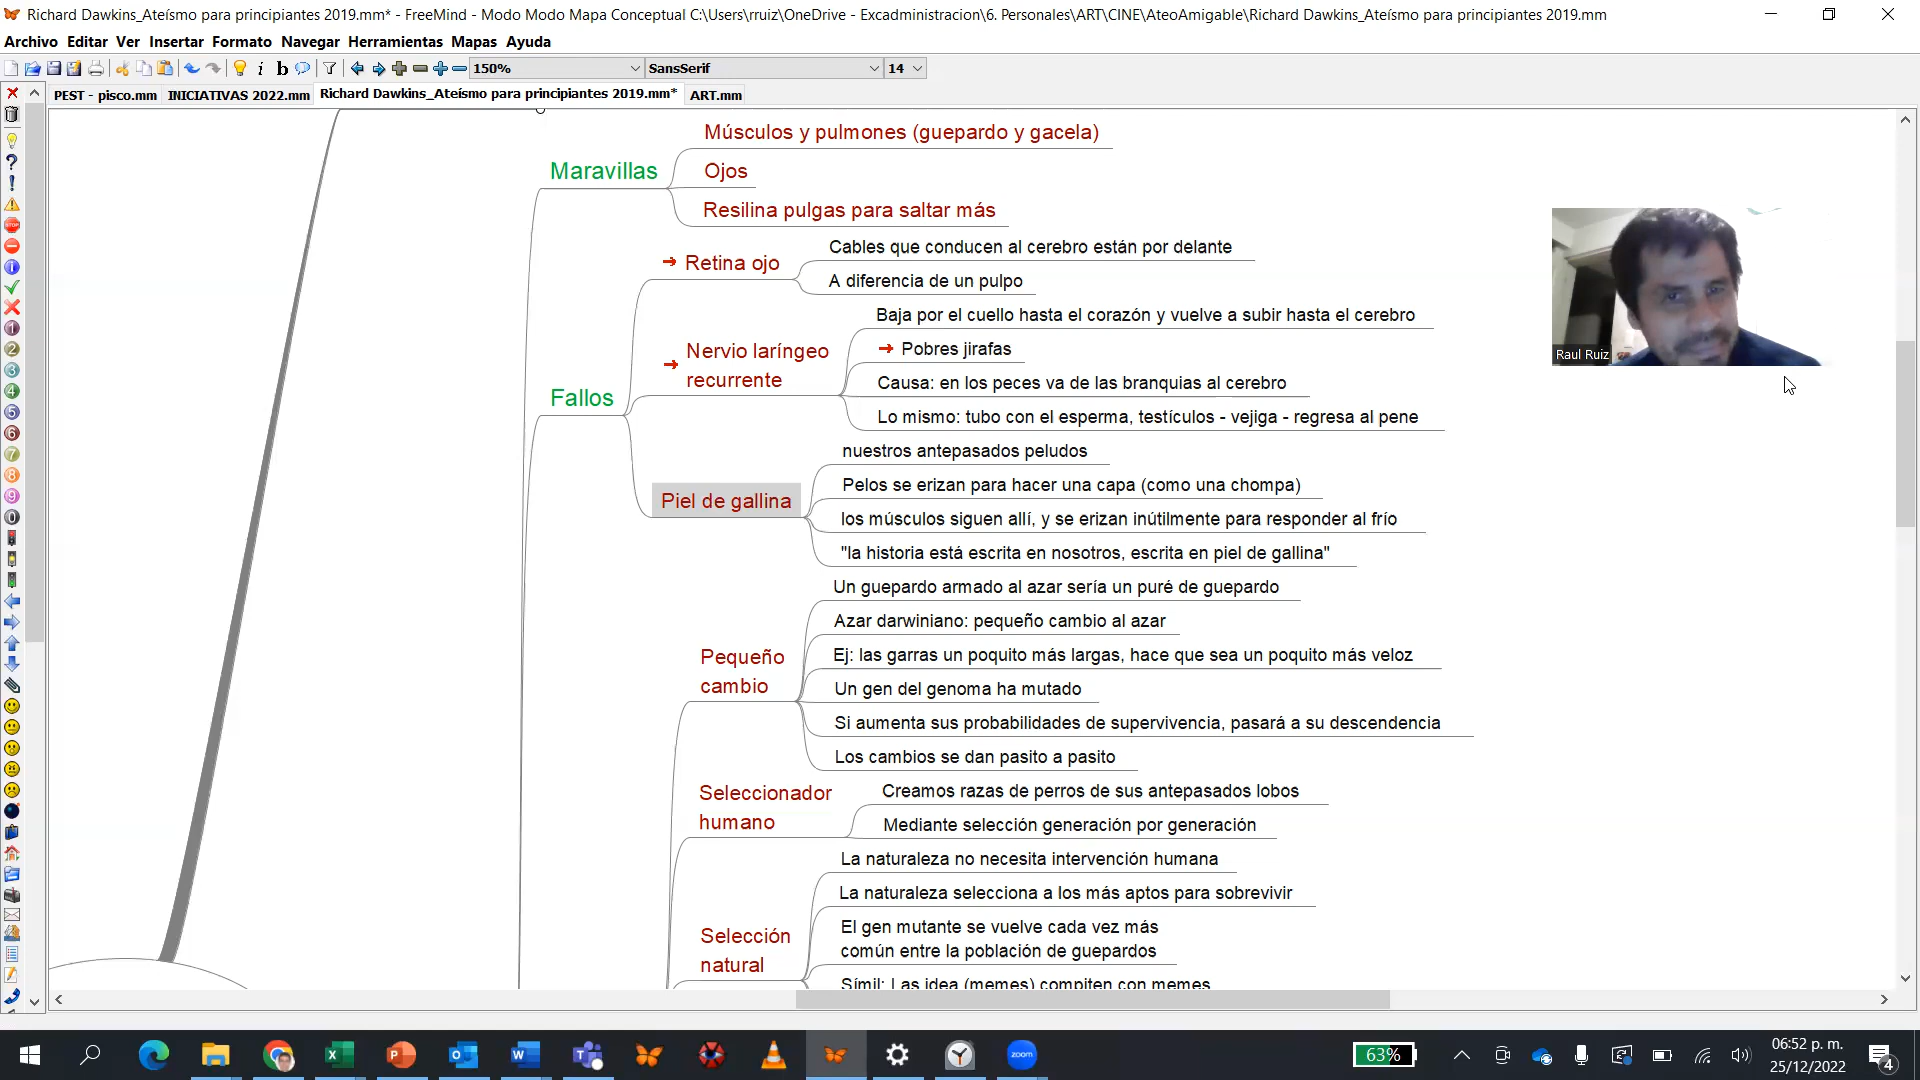 Richard Dawkins_Ateísmo para principiantes 2019.mm* - FreeMind - Modo Modo Mapa Conceptual C:\Users\rruiz\OneDrive - Excadministracion\6. Personales\ART\CINE\AteoAmigable\Richard Dawkins_Ateísmo para principiantes 2019.mm
Archivo Editar Ver Insertar Formato Navegar Herramientas Mapas Ayuda
150% SansSerif 14
PEST - pisco.mm INICIATIVAS 2022.mm Richard Dawkins_Ateísmo para principiantes 2019.mm* ART.mm
Maravillas
Músculos y pulmones (guepardo y gacela)
Ojos
Resilina pulgas para saltar más
Fallos
Retina ojo
Cables que conducen al cerebro están por delante
A diferencia de un pulpo
Nervio laríngeo
recurrente
Baja por el cuello hasta el corazón y vuelve a subir hasta el cerebro
Pobres jirafas
Causa: en los peces va de las branquias al cerebro
Lo mismo: tubo con el esperma, testículos - vejiga - regresa al pene
Piel de gallina
nuestros antepasados peludos
Pelos se erizan para hacer una capa (como una chompa)
los músculos siguen allí, y se erizan inútilmente para responder al frío
"la historia está escrita en nosotros, escrita en piel de gallina"
Pequeño
cambio
Un guepardo armado al azar sería un puré de guepardo
Azar darwiniano: pequeño cambio al azar
Ej: las garras un poquito más largas, hace que sea un poquito más veloz
Un gen del genoma ha mutado
Si aumenta sus probabilidades de supervivencia, pasará a su descendencia
Los cambios se dan pasito a pasito
Seleccionador
humano
Creamos razas de perros de sus antepasados lobos
Mediante selección generación por generación
Selección
natural
La naturaleza no necesita intervención humana
La naturaleza selecciona a los más aptos para sobrevivir
El gen mutante se vuelve cada vez más
común entre la población de guepardos
Símil: Las idea (memes) compiten con memes
Raul Ruiz
zoom
63%
06:52 p. m.
25/12/2022
4